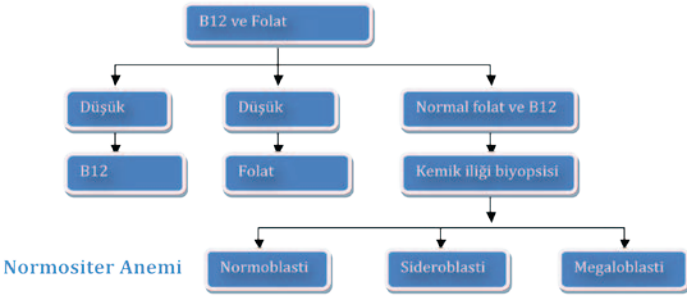 B12 ve Folat
Düşük
Düşük
Normal folat ve B12
B12
Folat
Kemik iliği biyopsisi
Normositer Anemi
Normoblasti
Sideroblasti
Megaloblasti